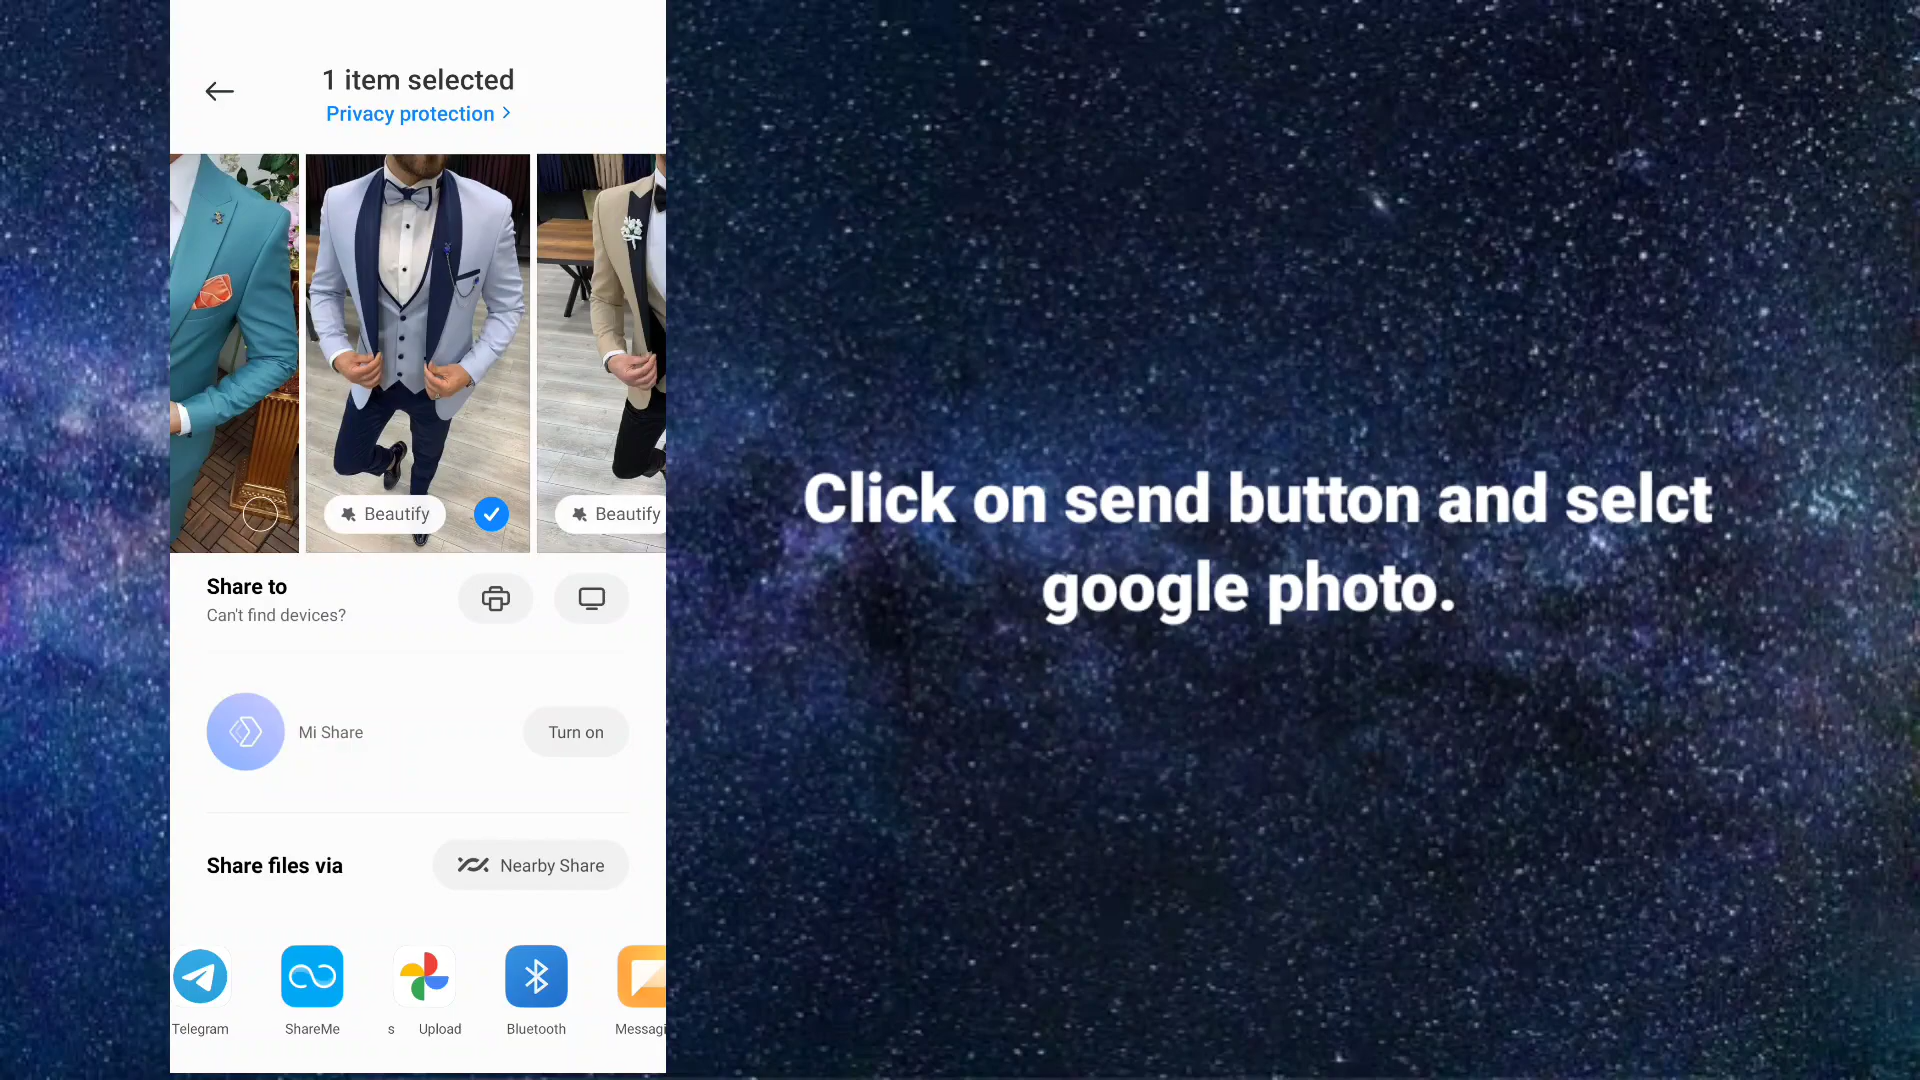 1 item selected
Privacy protection >
Beautify
Beautify
Share to
Can't find devices?
Mi Share
Turn on
Share files via
Nearby Share
Telegram
ShareMe
s Upload
Bluetooth
Messagi
Click on send button and selct
google photo.